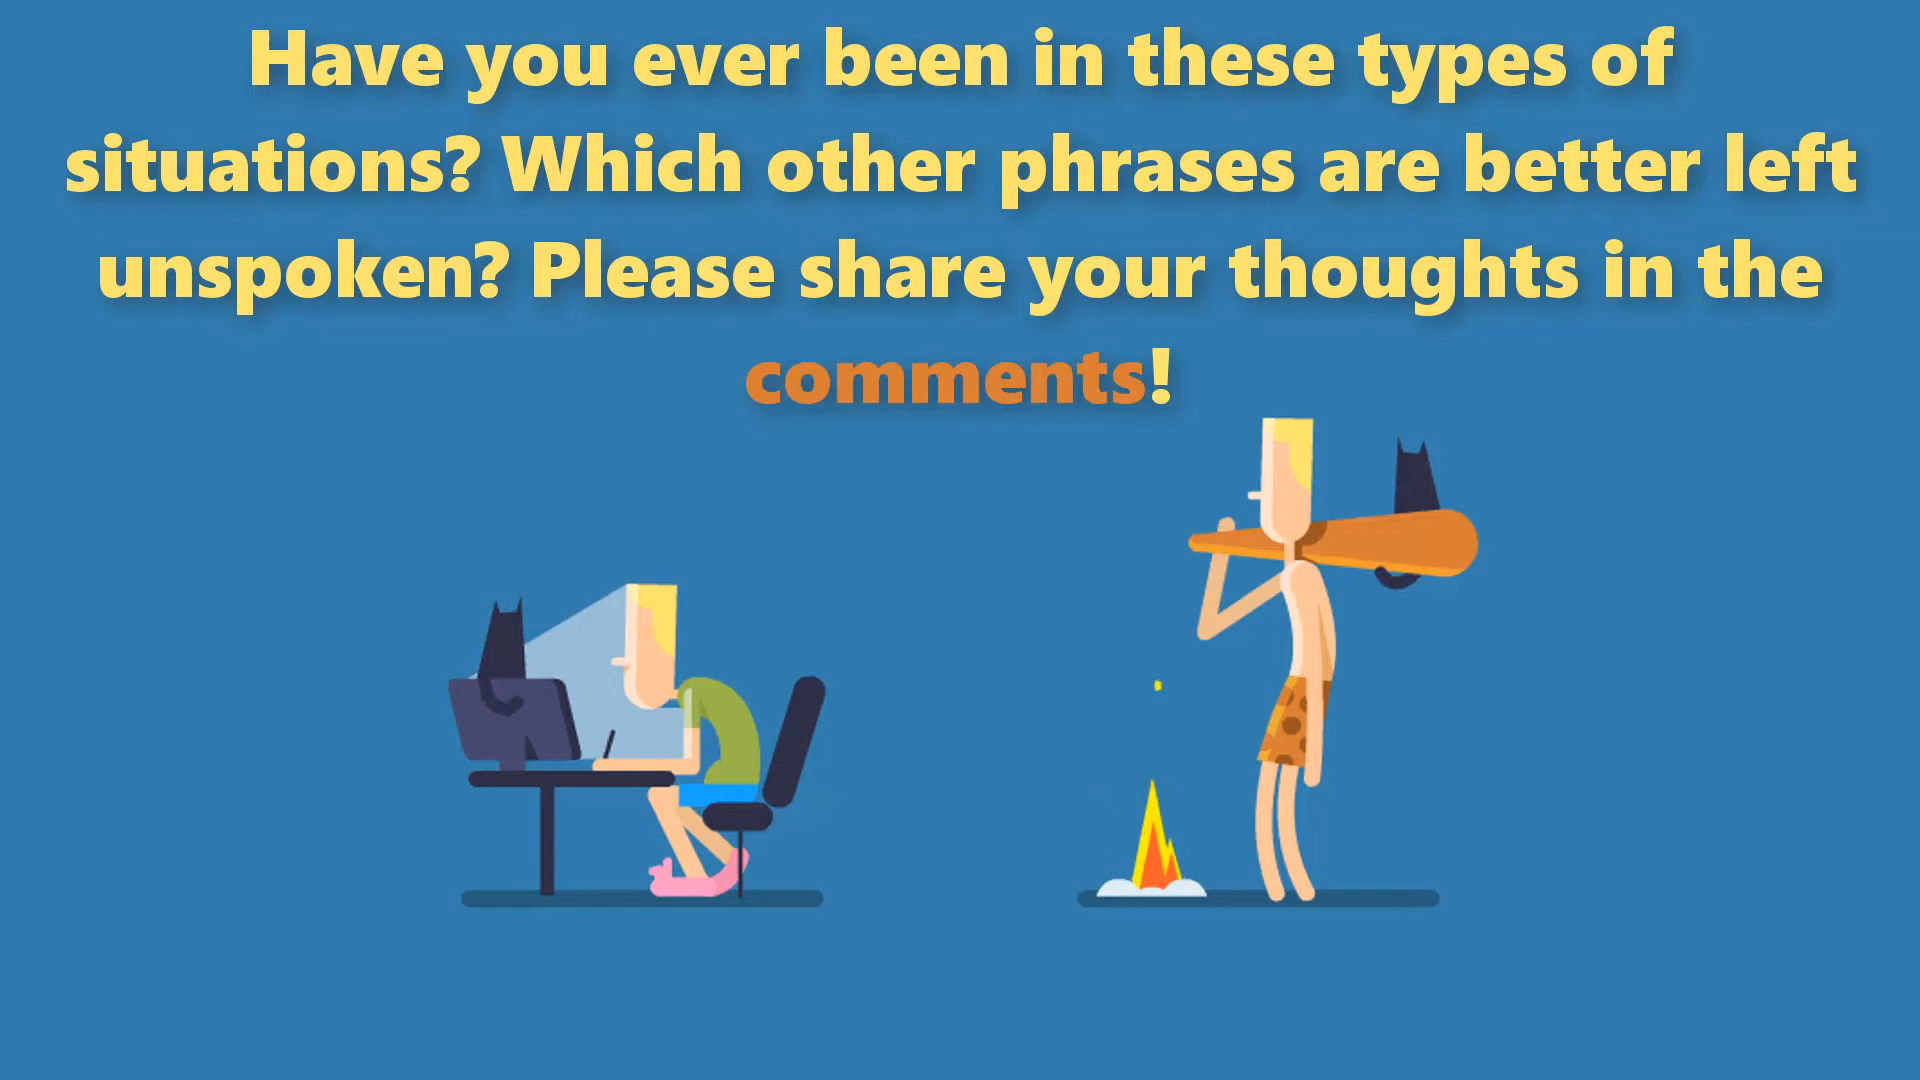 Have you ever been in these types of
situations? Which other phrases are better left
unspoken? Please share your thoughts in the
comments!